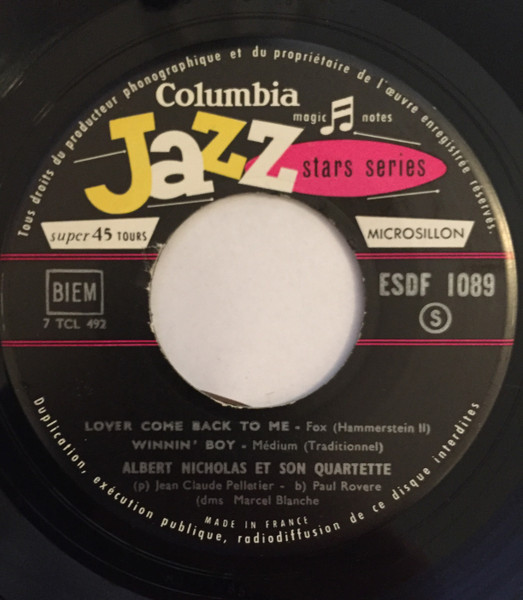 Tous droits du producteur phonographique et du propriétaire de l'œuvre enregistrée réservés.
Columbia
magic notes
Jazz
stars series
super 45 TOURS
MICROSILLON
BIEM
ESDF 1089
7 TCL 492
S
LOVER COME BACK TO ME - Fox (Hammerstein II)
WINNIN' BOY - Médium (Traditionnel)
ALBERT NICHOLAS ET SON QUARTETTE
(p) Jean Claude Pelletier - b) Paul Rovere
(dms Marcel Blanche
MADE IN FRANCE
Duplication, exécution publique, radiodiffusion de ce disque interdites